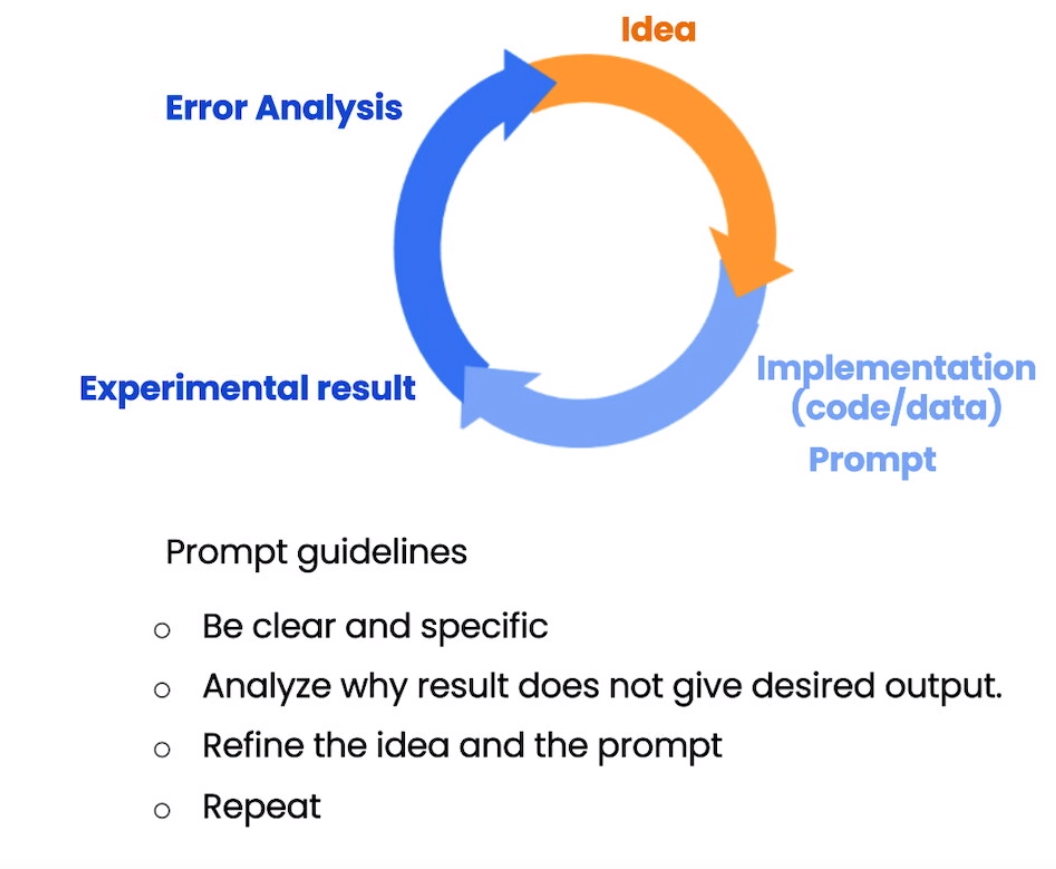 Idea
Error Analysis
Implementation
(code/data)
Prompt
Experimental result
Prompt guidelines
Be clear and specific
Analyze why result does not give desired output.
Refine the idea and the prompt
Repeat